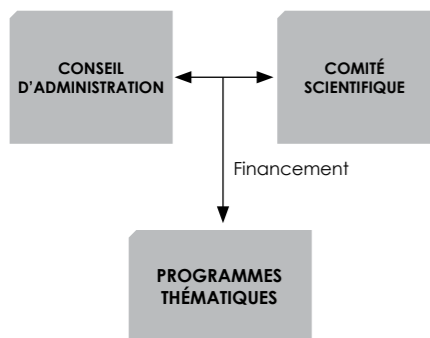 CONSEIL
D'ADMINISTRATION
COMITÉ
SCIENTIFIQUE
Financement
PROGRAMMES
THÉMATIQUES